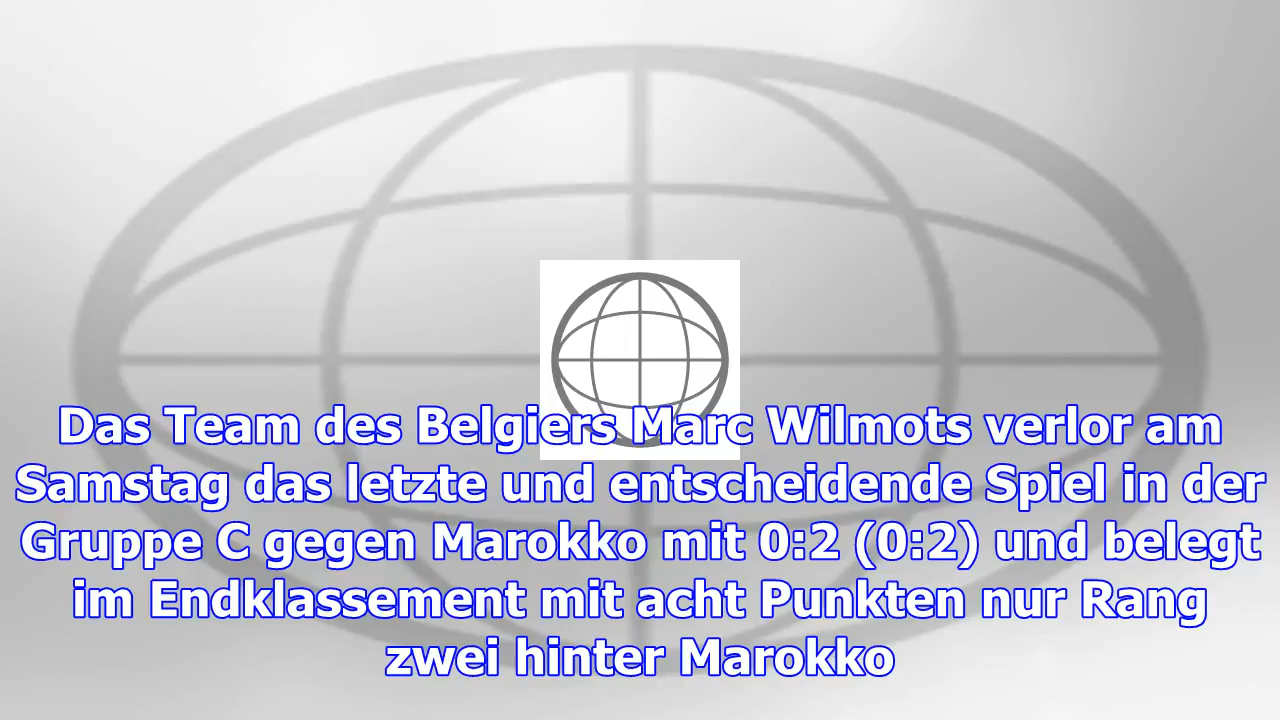 Das Team des Belgiers Marc Wilmots verlor am
Samstag das letzte und entscheidende Spiel in der
Gruppe C gegen Marokko mit 0:2 (0:2) und belegt
im Endklassement mit acht Punkten nur Rang
zwei hinter Marokko